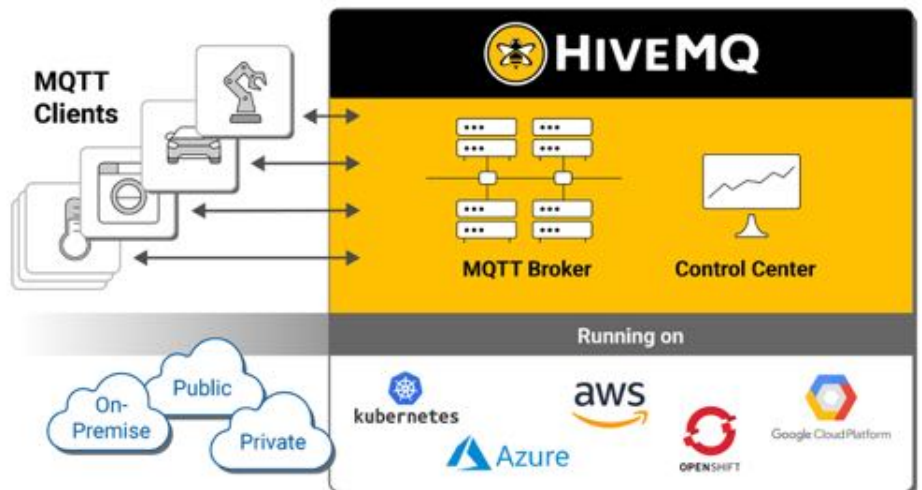 HIVEMQ
MQTT
Clients
MQTT Broker
Control Center
Running on
On-
Premise
Public
Private
kubernetes
aws
Azure
OPENSHIFT
Google Cloud Platform